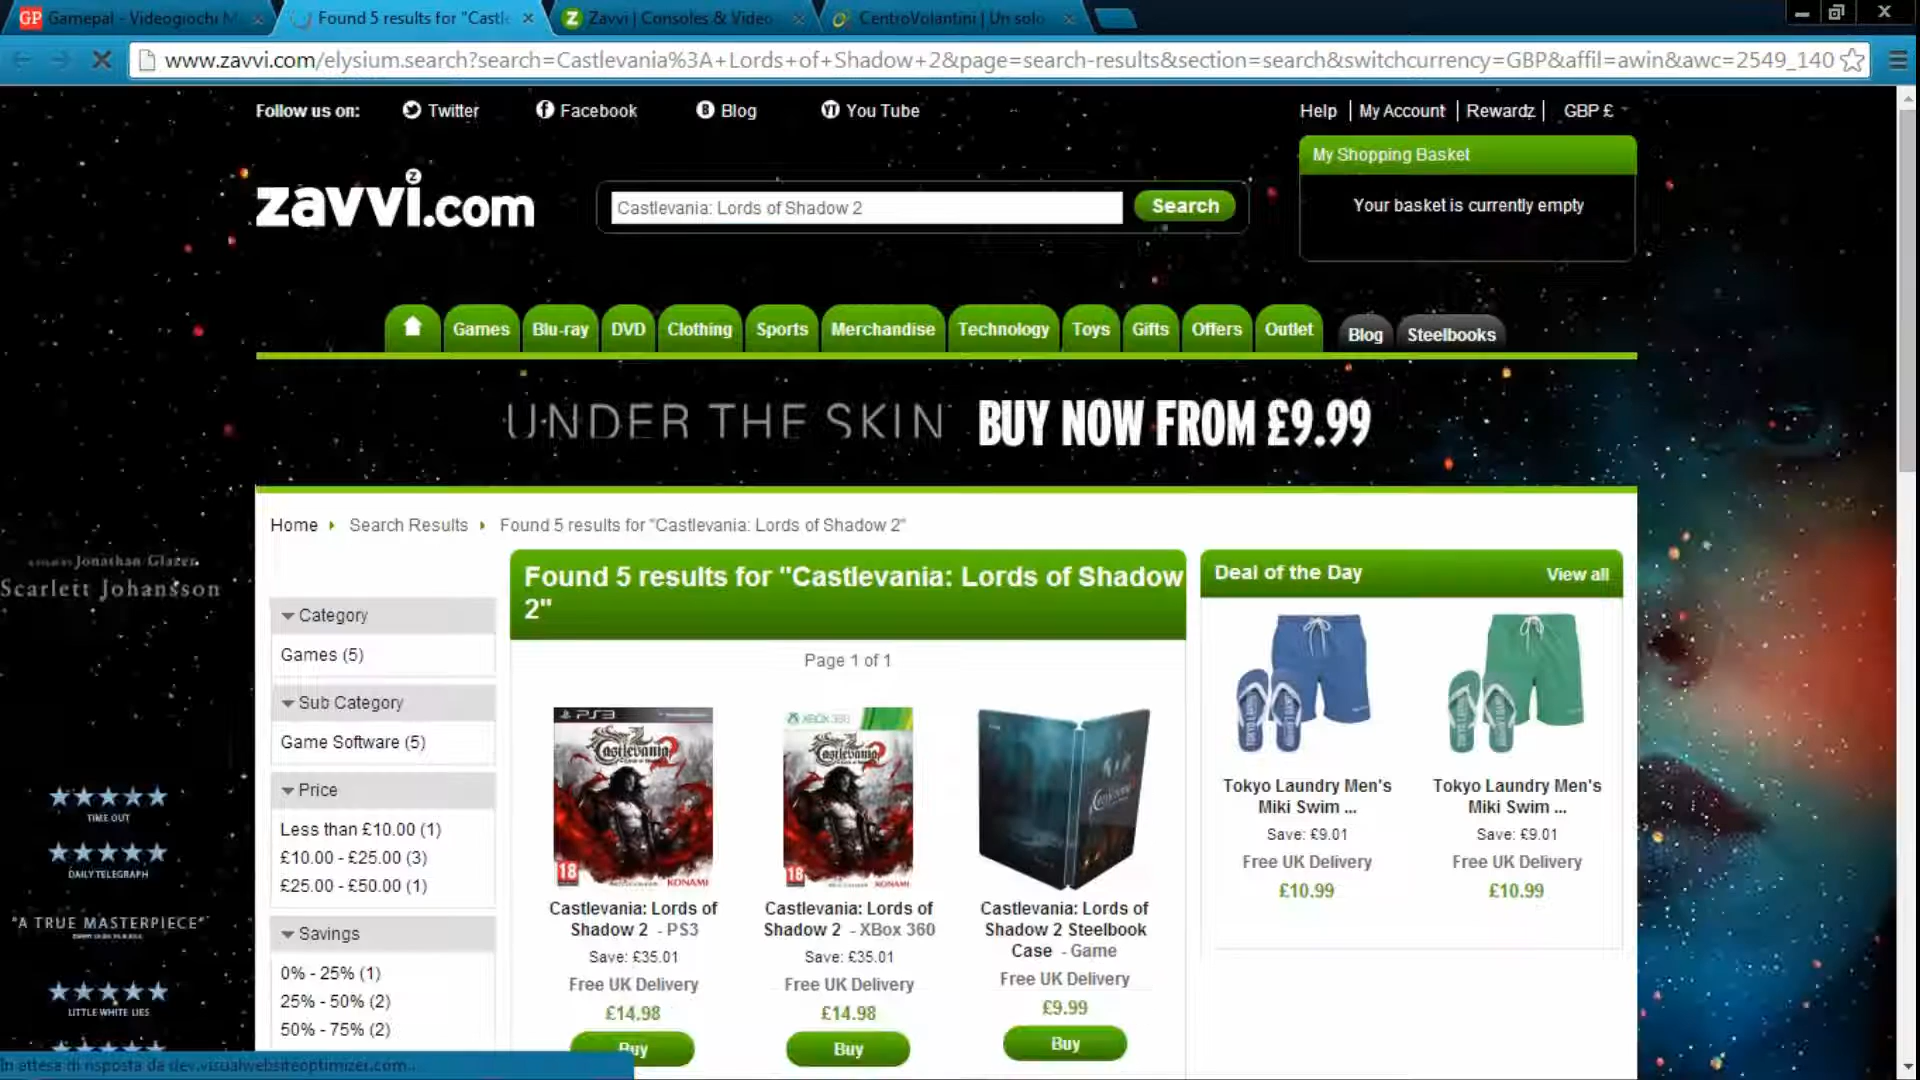 Gamepal - Videogiochi M
Found 5 results for "Castle
Zavvi | Consoles & Video
CentroVolantini | Un solo
www.zavvi.com/elysium.search?search=Castlevania%3A+Lords+of+Shadow+2&page=search-results&section=search&switchcurrency=GBP&affil=awin&awc=2549_140
Follow us on:
Twitter
Facebook
Blog
You Tube
Help | My Account | Rewardz | GBP £
My Shopping Basket
Your basket is currently empty
zavvi.com
Castlevania: Lords of Shadow 2
Search
Games
Blu-ray
DVD
Clothing
Sports
Merchandise
Technology
Toys
Gifts
Offers
Outlet
Blog
Steelbooks
UNDER THE SKIN BUY NOW FROM £9.99
Home
Search Results
Found 5 results for "Castlevania: Lords of Shadow 2"
Jonathan Glazer
Scarlett Johansson
TIME OUT
DAILY TELEGRAPH
"A TRUE MASTERPIECE"
LITTLE WHITE LIES
Category
Games (5)
Sub Category
Game Software (5)
Price
Less than £10.00 (1)
£10.00 - £25.00 (3)
£25.00 - £50.00 (1)
Savings
0% - 25% (1)
25% - 50% (2)
50% - 75% (2)
Found 5 results for "Castlevania: Lords of Shadow
2"
Page 1 of 1
PS3
Castlevania 2
18
KONAMI
Castlevania: Lords of
Shadow 2 - PS3
Save: £35.01
Free UK Delivery
£14.98
Buy
XBOX 360
Castlevania 2
18
KONAMI
Castlevania: Lords of
Shadow 2 - XBox 360
Save: £35.01
Free UK Delivery
£14.98
Buy
Castlevania
Castlevania: Lords of
Shadow 2 Steelbook
Case - Game
Free UK Delivery
£9.99
Buy
Deal of the Day
View all
Tokyo Laundry Men's
Miki Swim ...
Save: £9.01
Free UK Delivery
£10.99
Tokyo Laundry Men's
Miki Swim ...
Save: £9.01
Free UK Delivery
£10.99
In attesa di risposta da dev.visualwebsiteoptimizer.com...